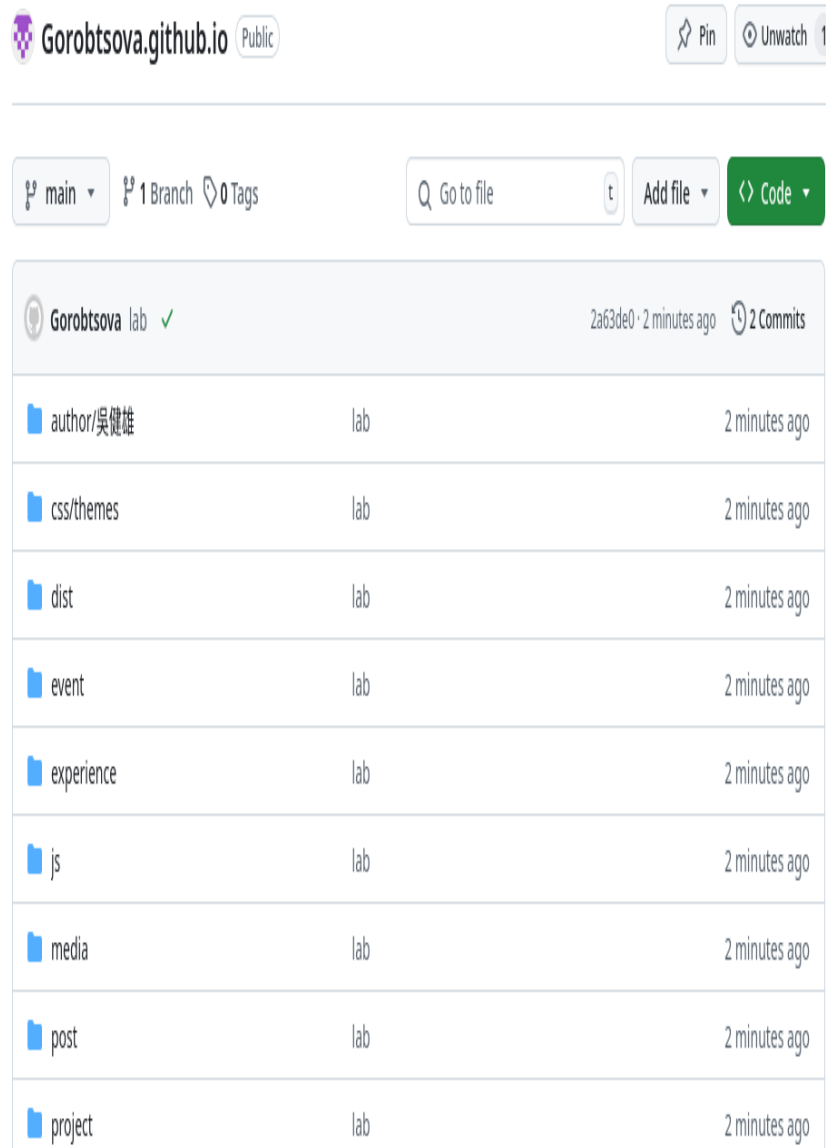 Gorobtsova.github.io Public Pin Unwatch 1
main 1 Branch 0 Tags Go to file t Add file Code
Gorobtsova lab 2a63de0 · 2 minutes ago 2 Commits
author/吳健雄 lab 2 minutes ago
css/themes lab 2 minutes ago
dist lab 2 minutes ago
event lab 2 minutes ago
experience lab 2 minutes ago
js lab 2 minutes ago
media lab 2 minutes ago
post lab 2 minutes ago
project lab 2 minutes ago